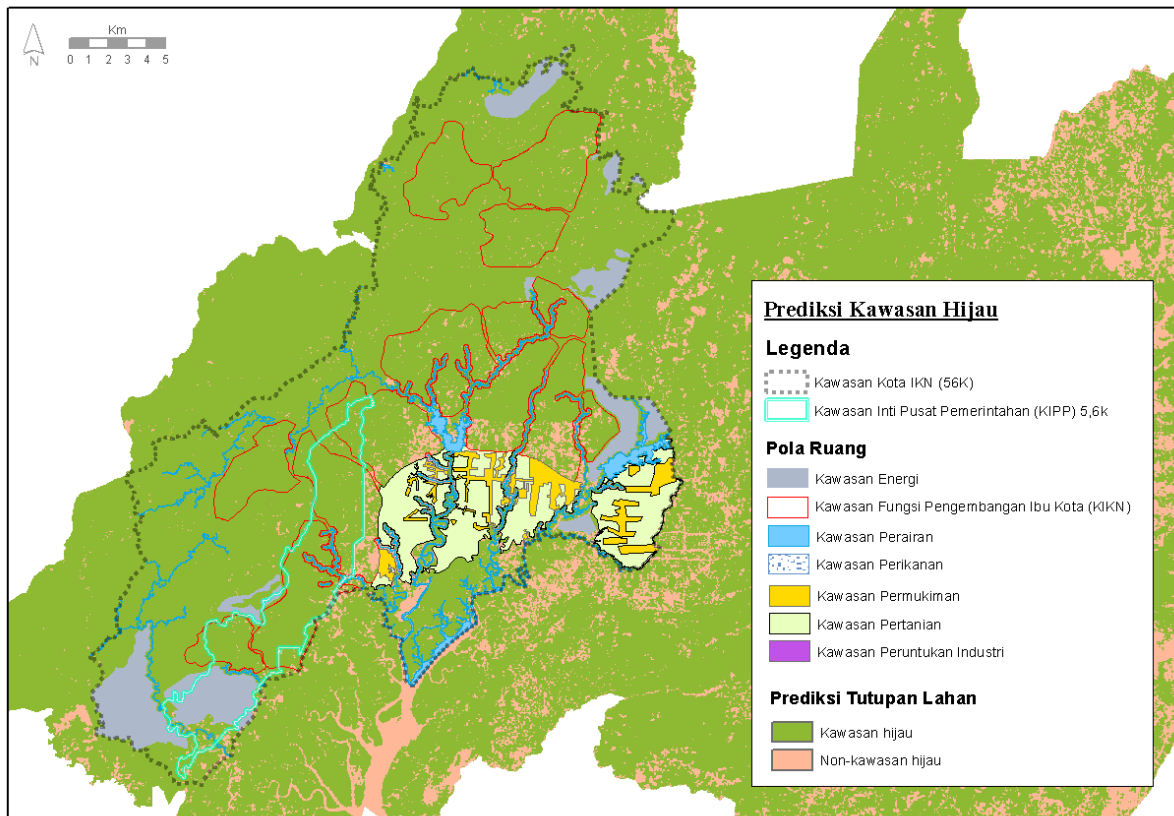 Km
0 1 2 3 4 5
N
Prediksi Kawasan Hijau
Legenda
Kawasan Kota IKN (56K)
Kawasan Inti Pusat Pemerintahan (KIPP) 5,6k
Pola Ruang
Kawasan Energi
Kawasan Fungsi Pengembangan Ibu Kota (KIKN)
Kawasan Perairan
Kawasan Perikanan
Kawasan Permukiman
Kawasan Pertanian
Kawasan Peruntukan Industri
Prediksi Tutupan Lahan
Kawasan hijau
Non-kawasan hijau